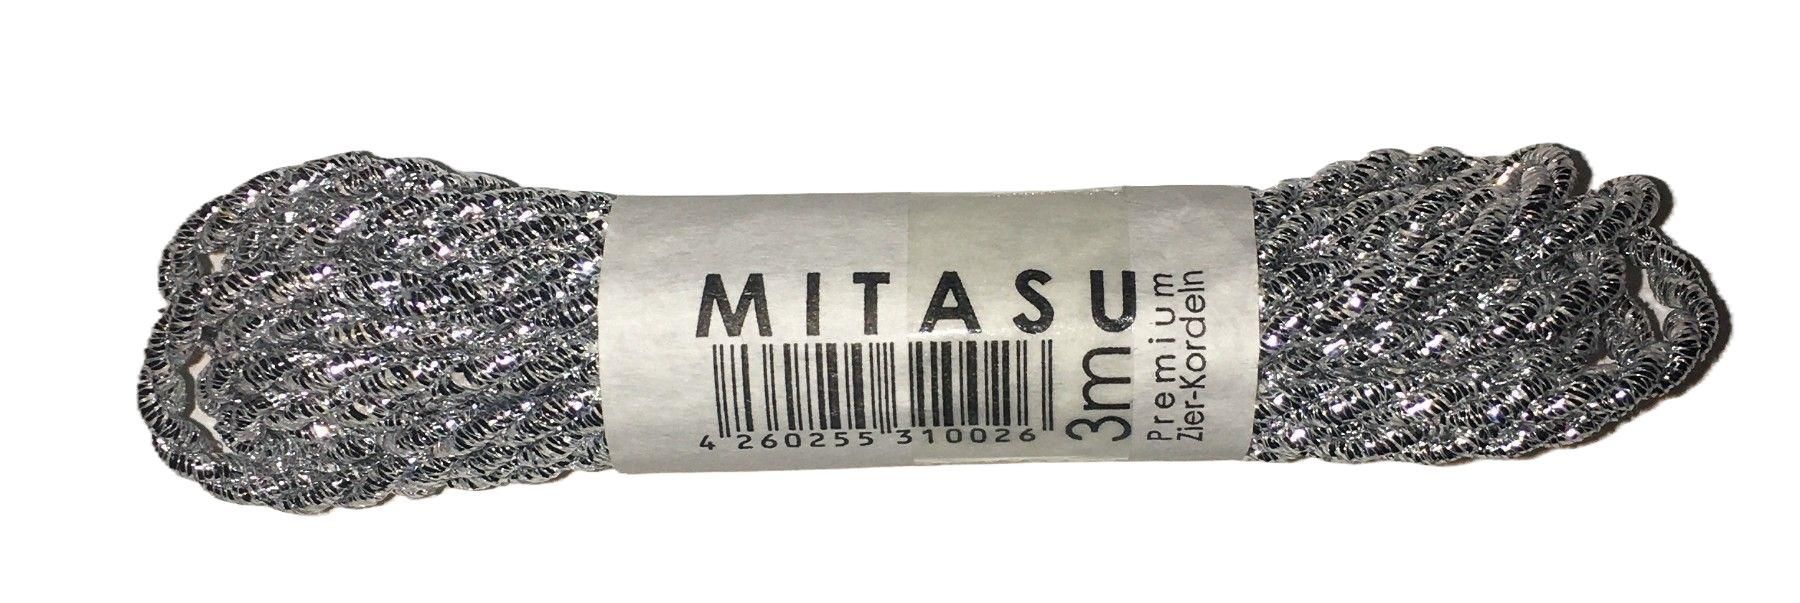 MITASU
4 260255 310026
3m
Premium
Zier-Kordeln